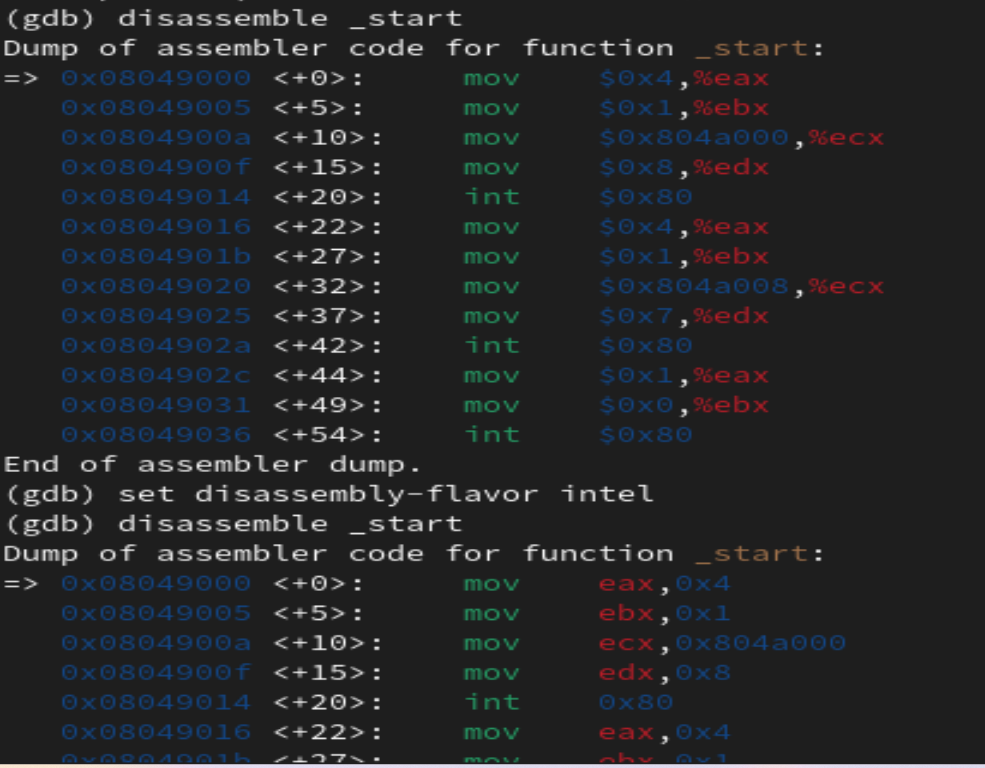 (gdb) disassemble _start
Dump of assembler code for function _start:
=> 0x08049000 <+0>:     mov    $0x4,%eax
   0x08049005 <+5>:     mov    $0x1,%ebx
   0x0804900a <+10>:    mov    $0x804a000,%ecx
   0x0804900f <+15>:    mov    $0x8,%edx
   0x08049014 <+20>:    int    $0x80
   0x08049016 <+22>:    mov    $0x4,%eax
   0x0804901b <+27>:    mov    $0x1,%ebx
   0x08049020 <+32>:    mov    $0x804a008,%ecx
   0x08049025 <+37>:    mov    $0x7,%edx
   0x0804902a <+42>:    int    $0x80
   0x0804902c <+44>:    mov    $0x1,%eax
   0x08049031 <+49>:    mov    $0x0,%ebx
   0x08049036 <+54>:    int    $0x80
End of assembler dump.
(gdb) set disassembly-flavor intel
(gdb) disassemble _start
Dump of assembler code for function _start:
=> 0x08049000 <+0>:     mov    eax,0x4
   0x08049005 <+5>:     mov    ebx,0x1
   0x0804900a <+10>:    mov    ecx,0x804a000
   0x0804900f <+15>:    mov    edx,0x8
   0x08049014 <+20>:    int    0x80
   0x08049016 <+22>:    mov    eax,0x4
   0x0804901b <+27>:    mov    ebx,0x1